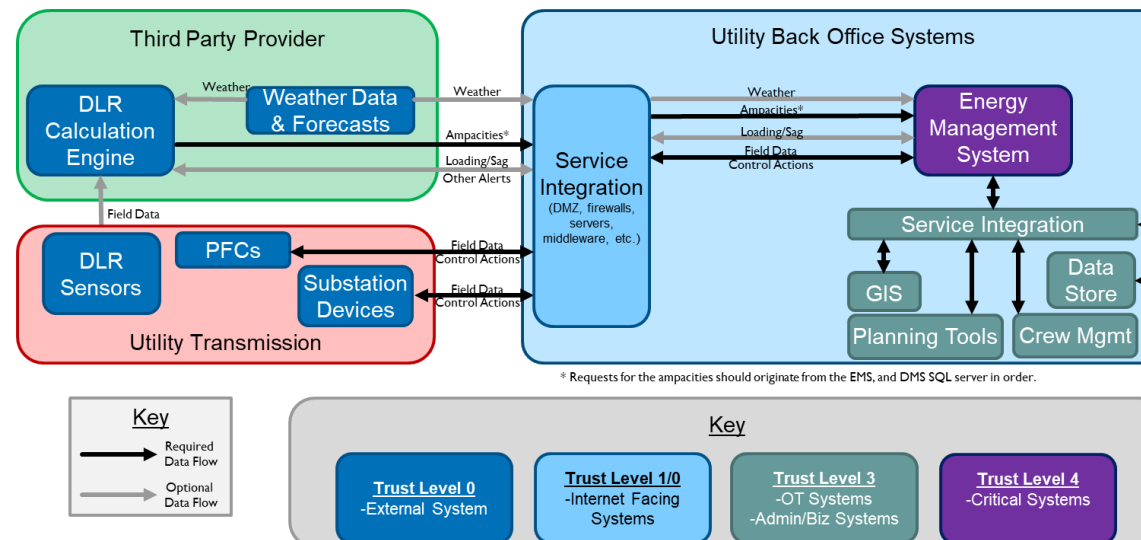 Third Party Provider
DLR
Calculation
Engine
Weather
Weather Data
& Forecasts
Weather
Ampacities*
Loading/Sag
Other Alerts
Field Data
DLR
Sensors
PFCs
Substation
Devices
Field Data
Control Actions
Field Data
Control Actions
Utility Transmission
Utility Back Office Systems
Service
Integration
(DMZ, firewalls,
servers,
middleware, etc.)
Weather
Ampacities*
Loading/Sag
Field Data
Control Actions
Energy
Management
System
Service Integration
GIS
Data
Store
Planning Tools
Crew Mgmt
* Requests for the ampacities should originate from the EMS, and DMS SQL server in order.
Key
Required
Data Flow
Optional
Data Flow
Key
Trust Level 0
-External System
Trust Level 1/0
-Internet Facing
Systems
Trust Level 3
-OT Systems
-Admin/Biz Systems
Trust Level 4
-Critical Systems